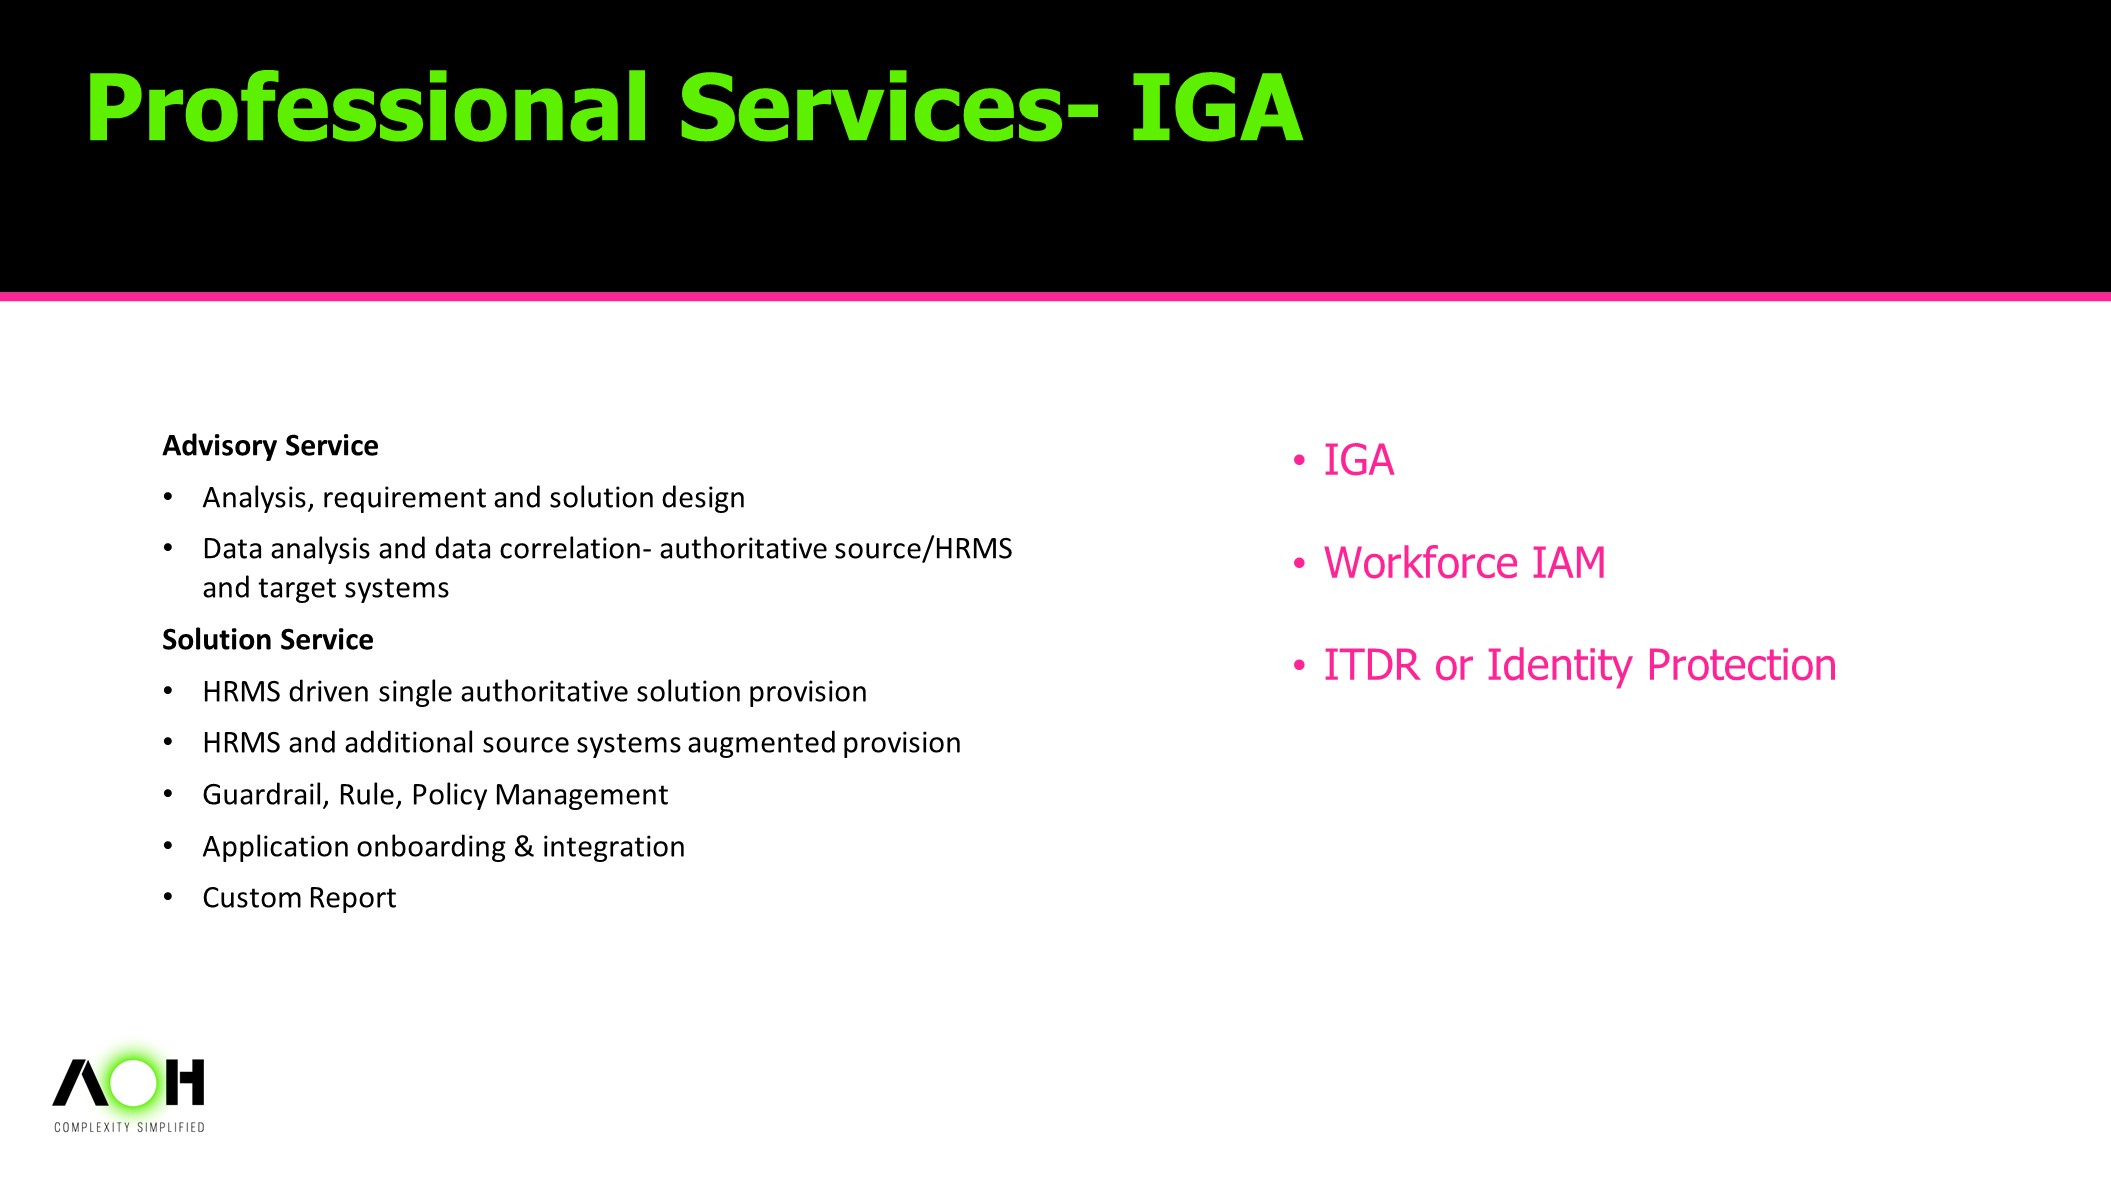 Professional Services- IGA
Advisory Service
• Analysis, requirement and solution design
• Data analysis and data correlation- authoritative source/HRMS
and target systems
Solution Service
• HRMS driven single authoritative solution provision
• HRMS and additional source systems augmented provision
• Guardrail, Rule, Policy Management
• Application onboarding & integration
• Custom Report
• IGA
• Workforce IAM
• ITDR or Identity Protection
AOH
COMPLEXITY SIMPLIFIED